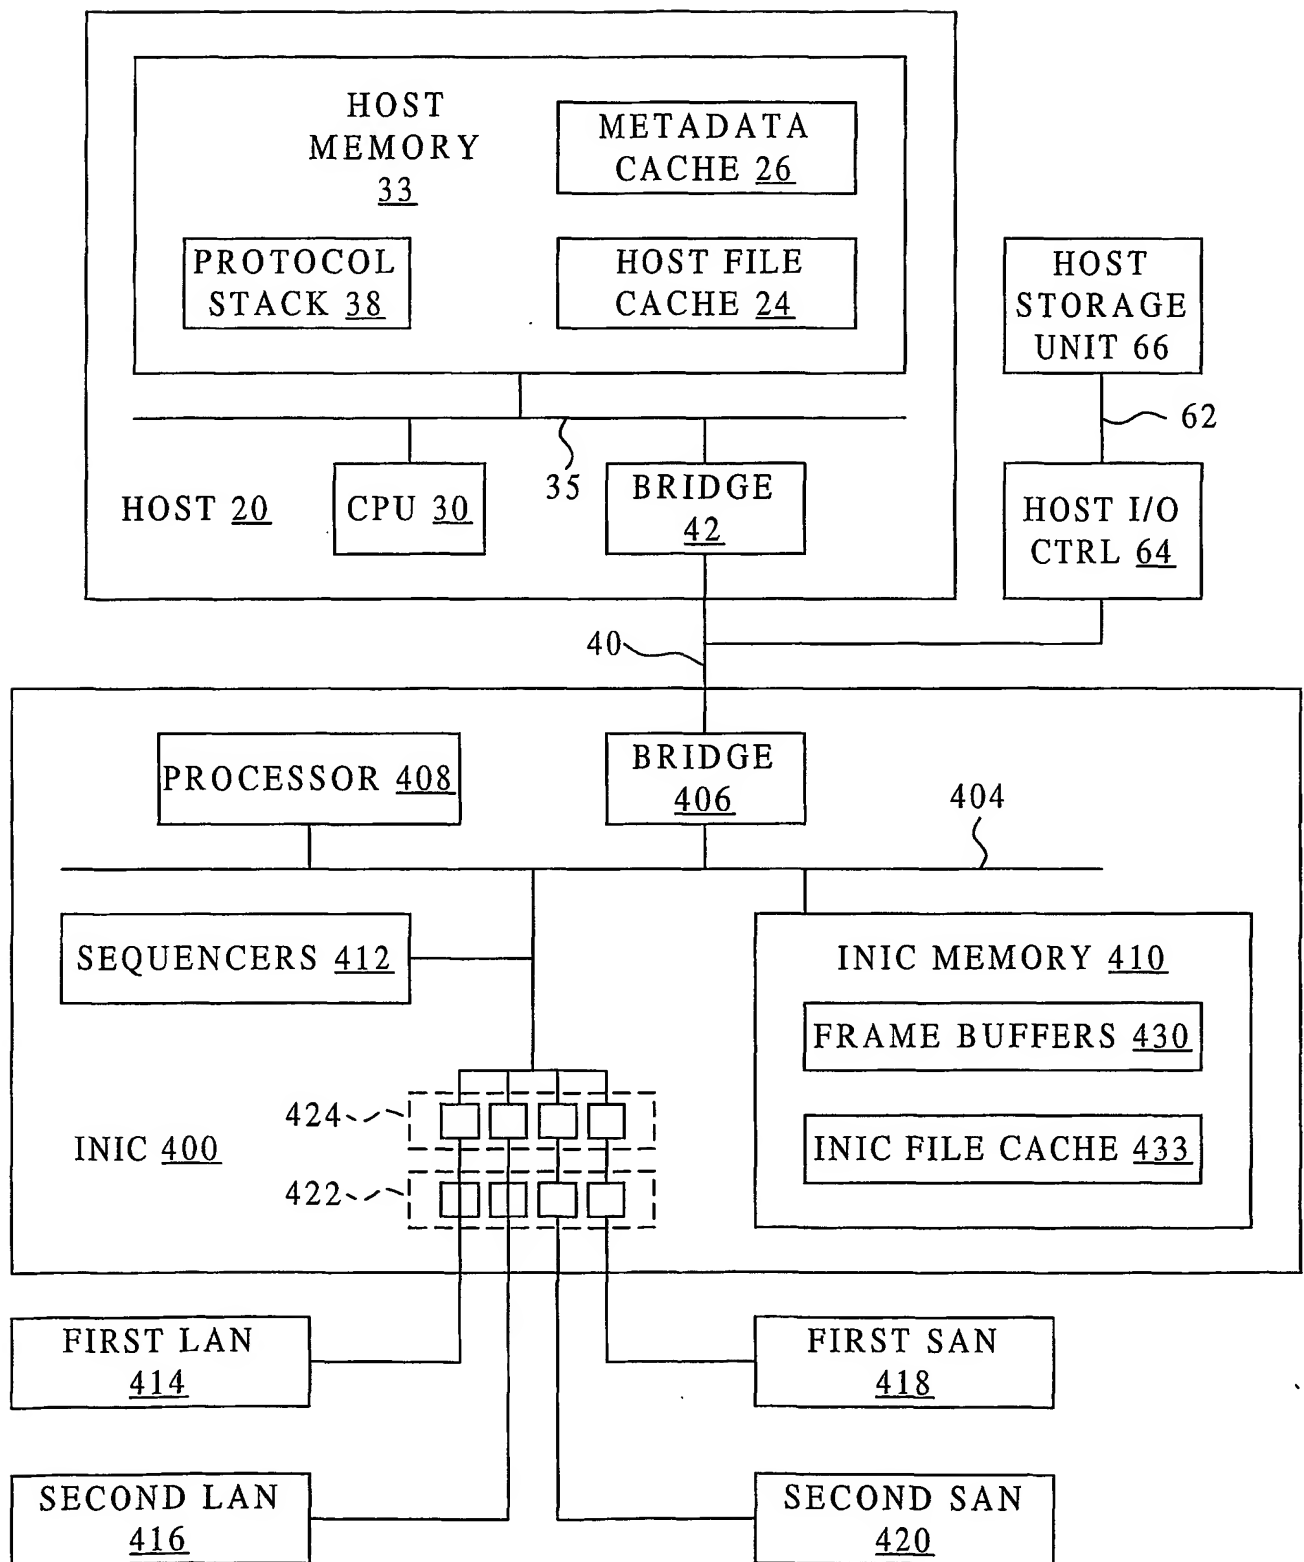 HOST
MEMORY
33
METADATA
CACHE 26
PROTOCOL
STACK 38
HOST FILE
CACHE 24
HOST
STORAGE
UNIT 66
62
35
HOST 20
CPU 30
BRIDGE
42
HOST I/O
CTRL 64
40
PROCESSOR 408
BRIDGE
406
404
SEQUENCERS 412
INIC MEMORY 410
FRAME BUFFERS 430
424
INIC 400
INIC FILE CACHE 433
422
FIRST LAN
414
FIRST SAN
418
SECOND LAN
416
SECOND SAN
420